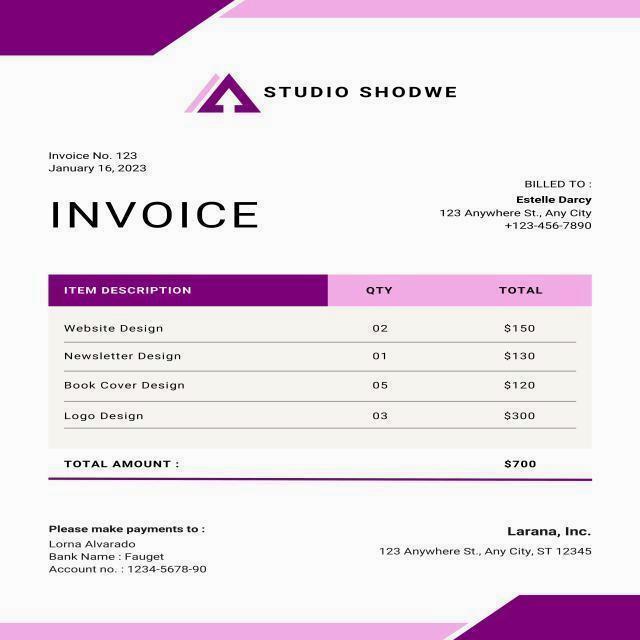 STUDIO SHODWE
Invoice No. 123
January 16, 2023
INVOICE
BILLED TO :
Estelle Darcy
123 Anywhere St., Any City
+123-456-7890
ITEM DESCRIPTION QTY TOTAL
Website Design 02 $150
Newsletter Design 01 $130
Book Cover Design 05 $120
Logo Design 03 $300
TOTAL AMOUNT : $700
Please make payments to :
Lorna Alvarado
Bank Name : Fauget
Account no. : 1234-5678-90
Larana, Inc.
123 Anywhere St., Any City, ST 12345